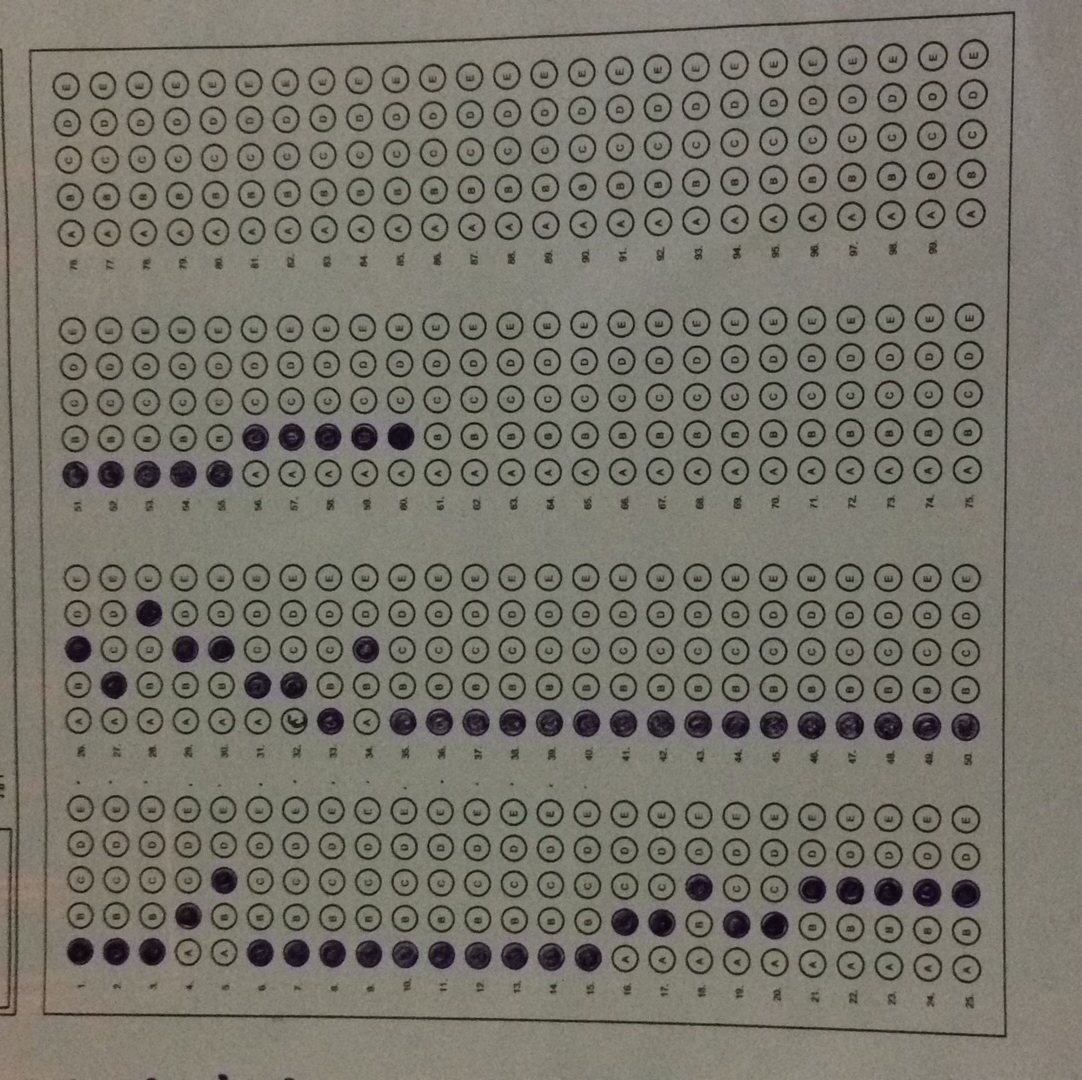 1. B C D E
2. B C D E
3. B C D E
4. A C D E
5. A B D E
6. B C D E
7. B C D E
8. B C D E
9. B C D E
10. B C D E
11. B C D E
12. B C D E
13. B C D E
14. B C D E
15. B C D E
16. A C D E
17. A C D E
18. A B D E
19. A C D E
20. A C D E
21. A B D E
22. A B D E
23. A B D E
24. A B D E
25. A B D E
26. A B D E
27. A C D E
28. A B C E
29. A B D E
30. A B D E
31. A C D E
32. C D E
33. B C D E
34. A B D E
35. B C D E
36. B C D E
37. B C D E
38. B C D E
39. B C D E
40. B C D E
41. B C D E
42. B C D E
43. B C D E
44. B C D E
45. B C D E
46. B C D E
47. B C D E
48. B C D E
49. B C D E
50. B C D E
51. B C D E
52. B C D E
53. B C D E
54. B C D E
55. B C D E
56. A C D E
57. A C D E
58. A C D E
59. A C D E
60. A C D E
61. A B C D E
62. A B C D E
63. A B C D E
64. A B C D E
65. A B C D E
66. A B C D E
67. A B C D E
68. A B C D E
69. A B C D E
70. A B C D E
71. A B C D E
72. A B C D E
73. A B C D E
74. A B C D E
75. A B C D E
76. A B C D E
77. A B C D E
78. A B C D E
79. A B C D E
80. A B C D E
81. A B C D E
82. A B C D E
83. A B C D E
84. A B C D E
85. A B C D E
86. A B C D E
87. A B C D E
88. A B C D E
89. A B C D E
90. A B C D E
91. A B C D E
92. A B C D E
93. A B C D E
94. A B C D E
95. A B C D E
96. A B C D E
97. A B C D E
98. A B C D E
99. A B C D E
A B C D E